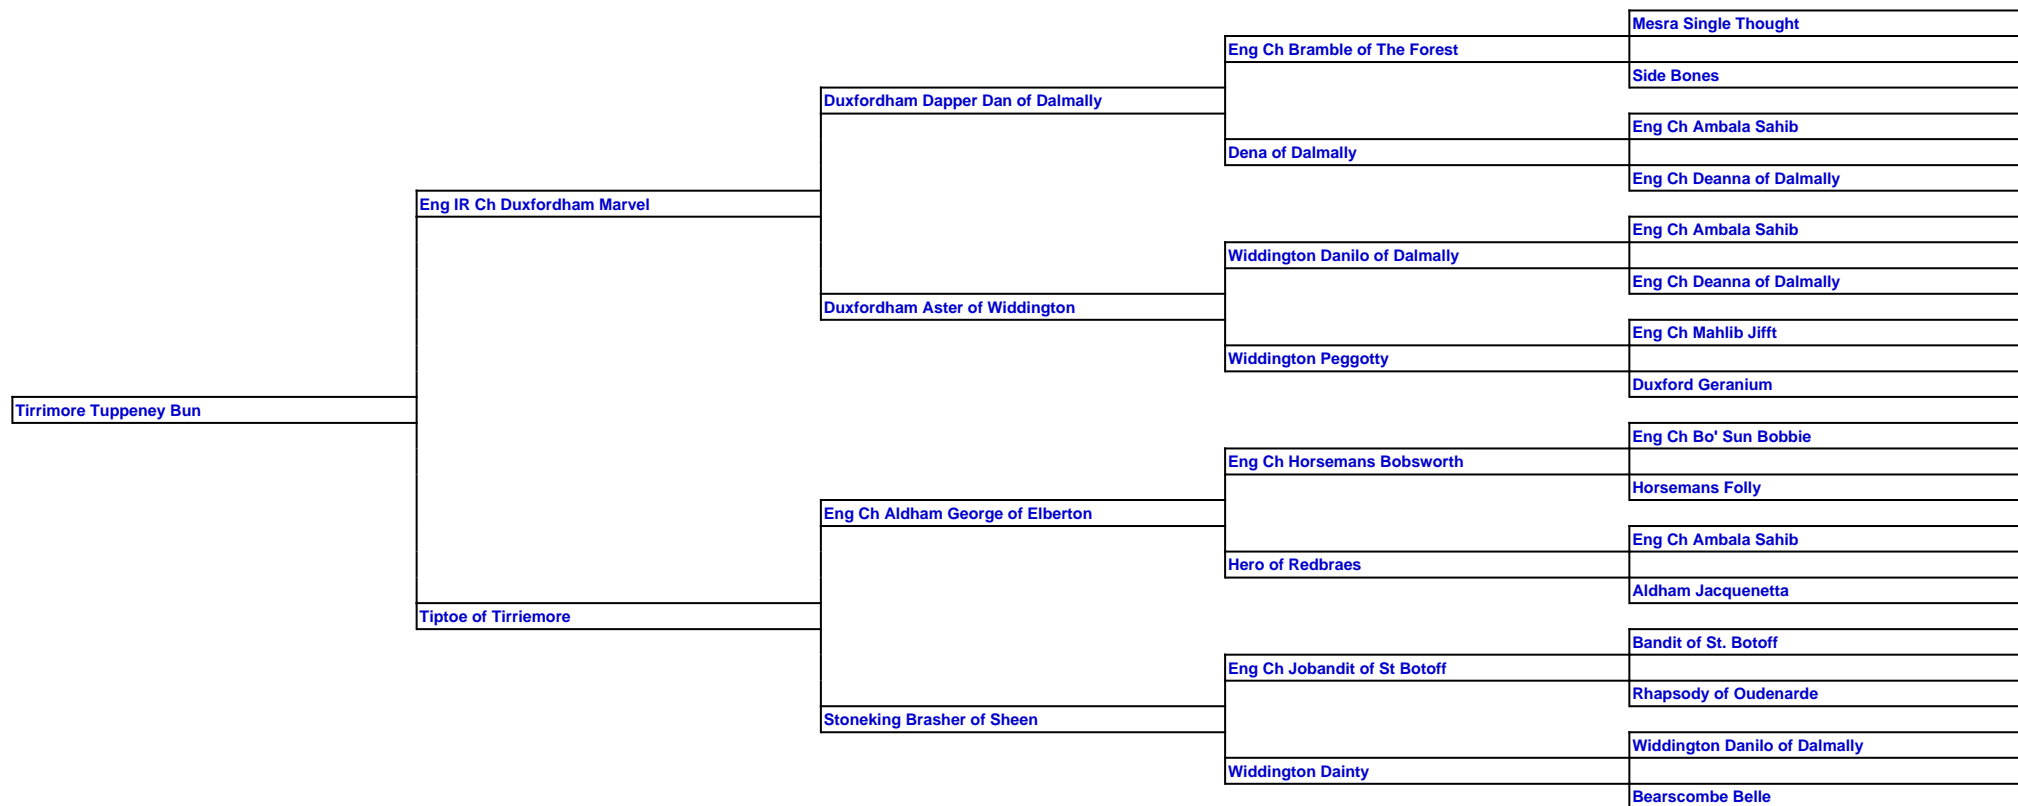 Mesra Single Thought
Eng Ch Bramble of The Forest
Side Bones
Duxfordham Dapper Dan of Dalmally
Eng Ch Ambala Sahib
Dena of Dalmally
Eng Ch Deanna of Dalmally
Eng IR Ch Duxfordham Marvel
Eng Ch Ambala Sahib
Widdington Danilo of Dalmally
Eng Ch Deanna of Dalmally
Duxfordham Aster of Widdington
Eng Ch Mahlib Jifft
Widdington Peggotty
Duxford Geranium
Tirrimore Tuppeney Bun
Eng Ch Bo' Sun Bobbie
Eng Ch Horsemans Bobsworth
Horsemans Folly
Eng Ch Aldham George of Elberton
Eng Ch Ambala Sahib
Hero of Redbraes
Aldham Jacquenetta
Tiptoe of Tirriemore
Bandit of St. Botoff
Eng Ch Jobandit of St Botoff
Rhapsody of Oudenarde
Stoneking Brasher of Sheen
Widdington Danilo of Dalmally
Widdington Dainty
Bearscombe Belle